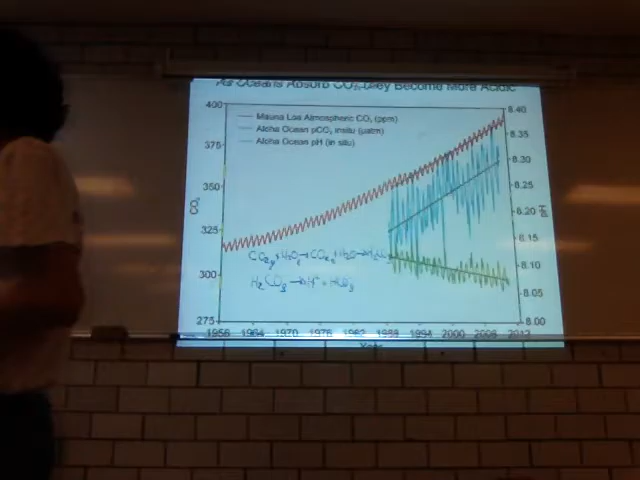 As Oceans Absorb CO₂, they Become More Acidic
400
375
350
325
300
275
CO₂
Mauna Loa Atmospheric CO₂ (ppm)
Aloha Ocean pCO₂ insitu (µatm)
Aloha Ocean pH (in situ)
8.40
8.35
8.30
8.25
8.20
8.15
8.10
8.05
8.00
pH
H₂CO₃ → H⁺ + HCO₃
1958 1964 1970 1976 1982 1988 1994 2000 2006 2012
Year